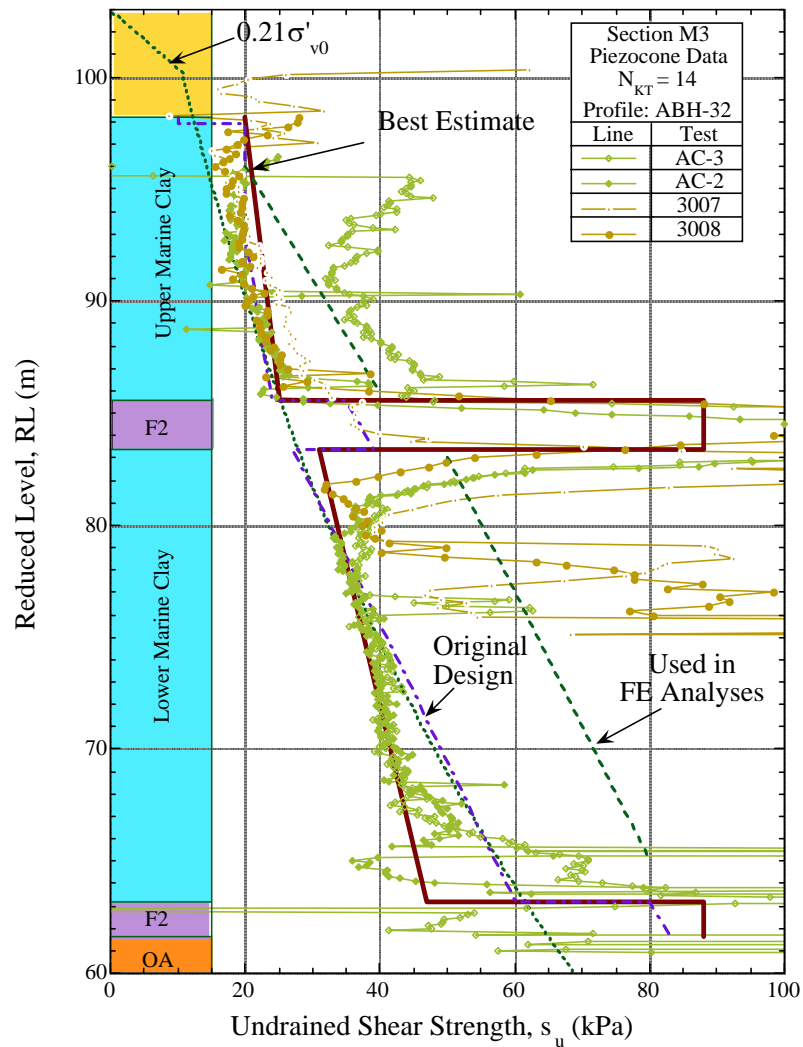 0.21σ'v0
Section M3
Piezocone Data
NKT = 14
Profile: ABH-32
Line Test
AC-3
AC-2
3007
3008
Best Estimate
Original
Design
Used in
FE Analyses
Upper Marine Clay
F2
Lower Marine Clay
F2
OA
Reduced Level, RL (m)
100
90
80
70
60
0 20 40 60 80 100
Undrained Shear Strength, s_u (kPa)